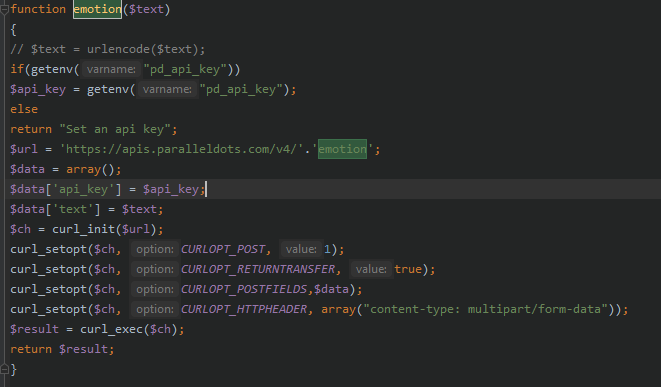 function emotion($text)
{
// $text = urlencode($text);
if(getenv( varname: "pd_api_key"))
$api_key = getenv( varname: "pd_api_key");
else
return "Set an api key";
$url = 'https://apis.paralleldots.com/v4/'.'emotion';
$data = array();
$data['api_key'] = $api_key;
$data['text'] = $text;
$ch = curl_init($url);
curl_setopt($ch, option: CURLOPT_POST, value: 1);
curl_setopt($ch, option: CURLOPT_RETURNTRANSFER, value: true);
curl_setopt($ch, option: CURLOPT_POSTFIELDS,$data);
curl_setopt($ch, option: CURLOPT_HTTPHEADER, array("content-type: multipart/form-data"));
$result = curl_exec($ch);
return $result;
}